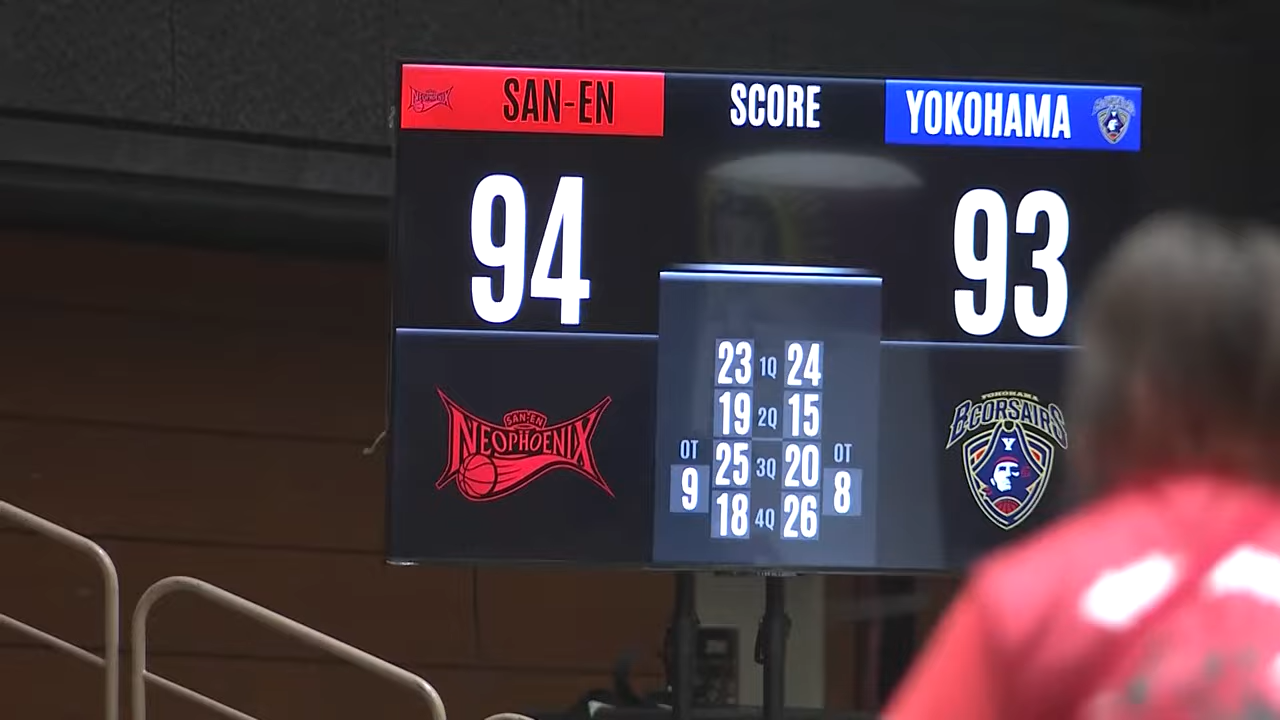 SAN-EN SCORE YOKOHAMA
94 93
23 1Q 24
19 2Q 15
OT 25 3Q 20 OT
9 8
18 4Q 26
SAN-EN
NEOPHOENIX
YOKOHAMA
B-CORSAIRS
Y